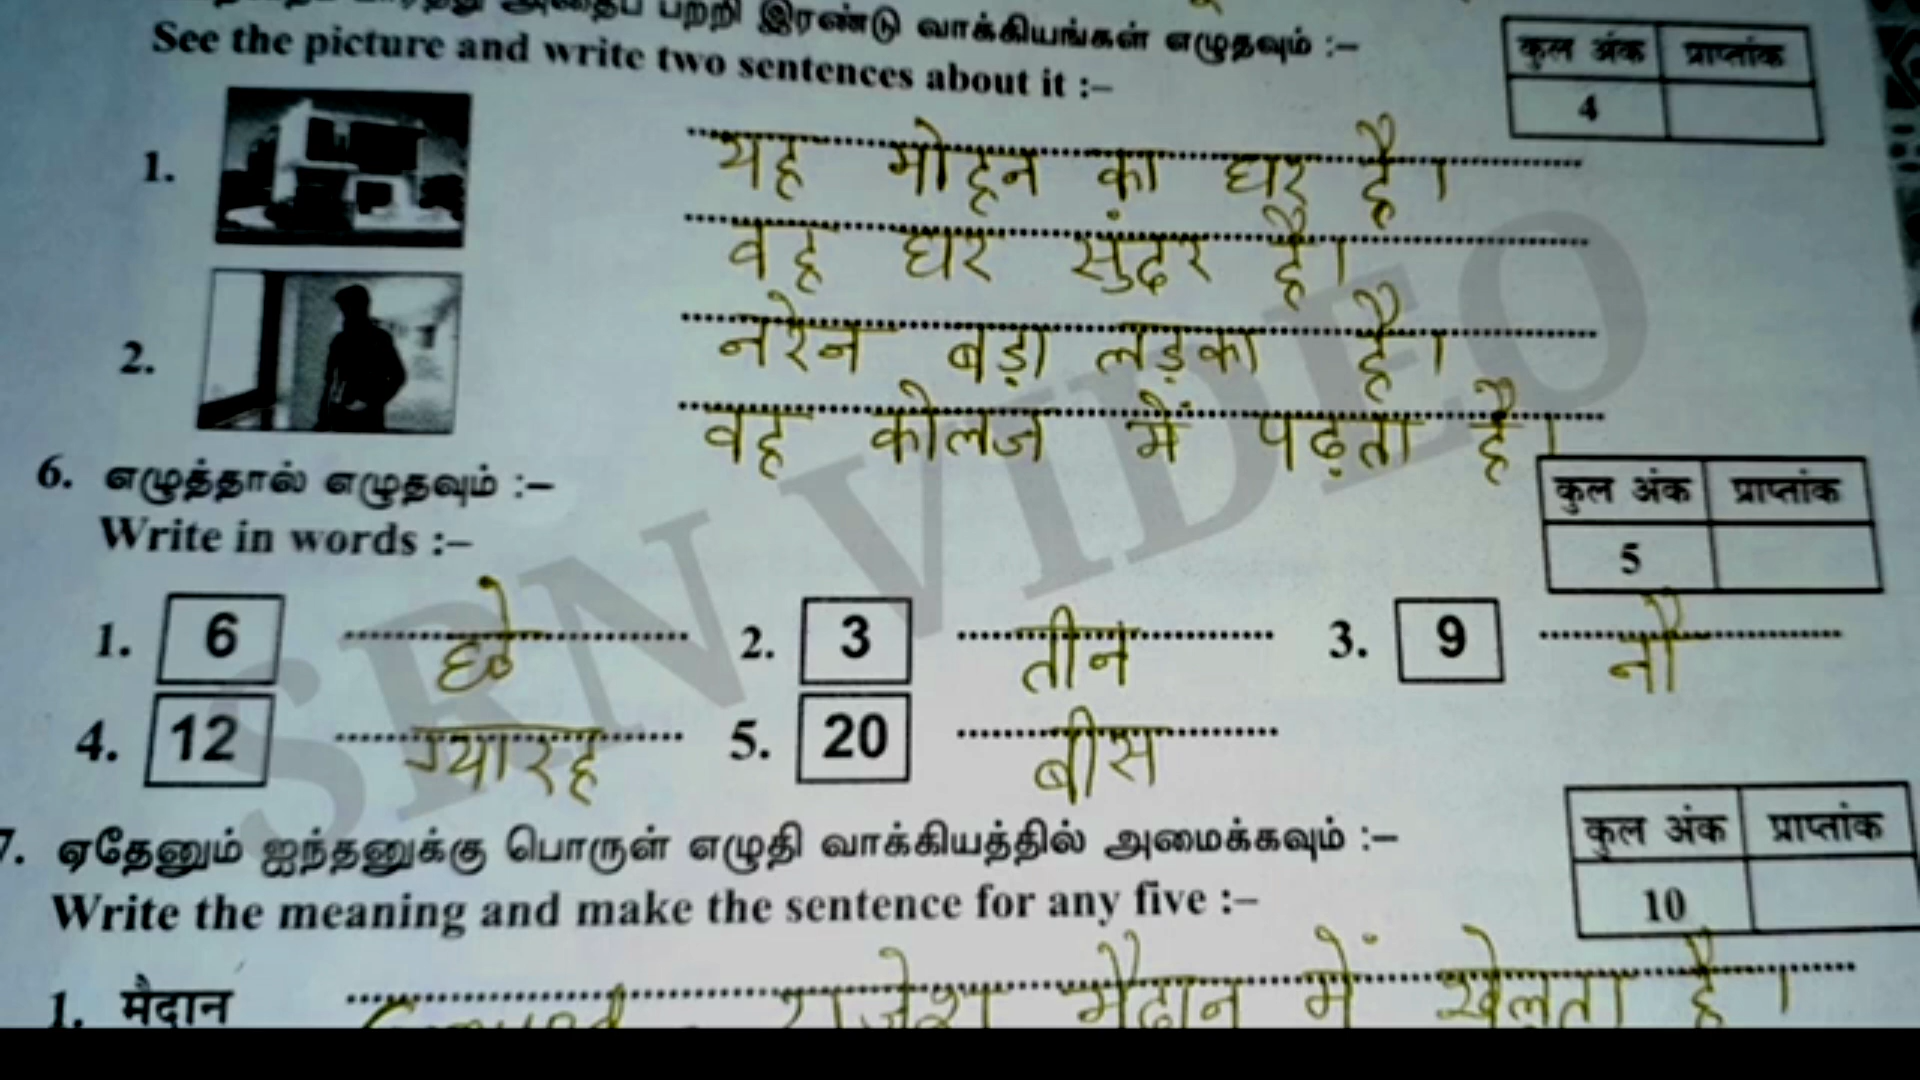 பற்றி இரண்டு வாக்கியங்கள் எழுதவும் :–
See the picture and write two sentences about it :–
कुल अंक प्राप्तांक
4
1. यह मोहन का घर है।
वह घर सुंदर है।
2. नरेन बड़ा लड़का है।
वह कोलज में पढ़ता है।
6. எழுத்தால் எழுதவும் :–
Write in words :–
कुल अंक प्राप्तांक
5
1. 6 छे 2. 3 तीन 3. 9 नौ
4. 12 ग्यारह 5. 20 बीस
7. ஏதேனும் ஐந்தனுக்கு பொருள் எழுதி வாக்கியத்தில் அமைக்கவும் :–
Write the meaning and make the sentence for any five :–
कुल अंक प्राप्तांक
10
1. मैदान राजेश मैदान में खेलता है।
SRN VIDEO